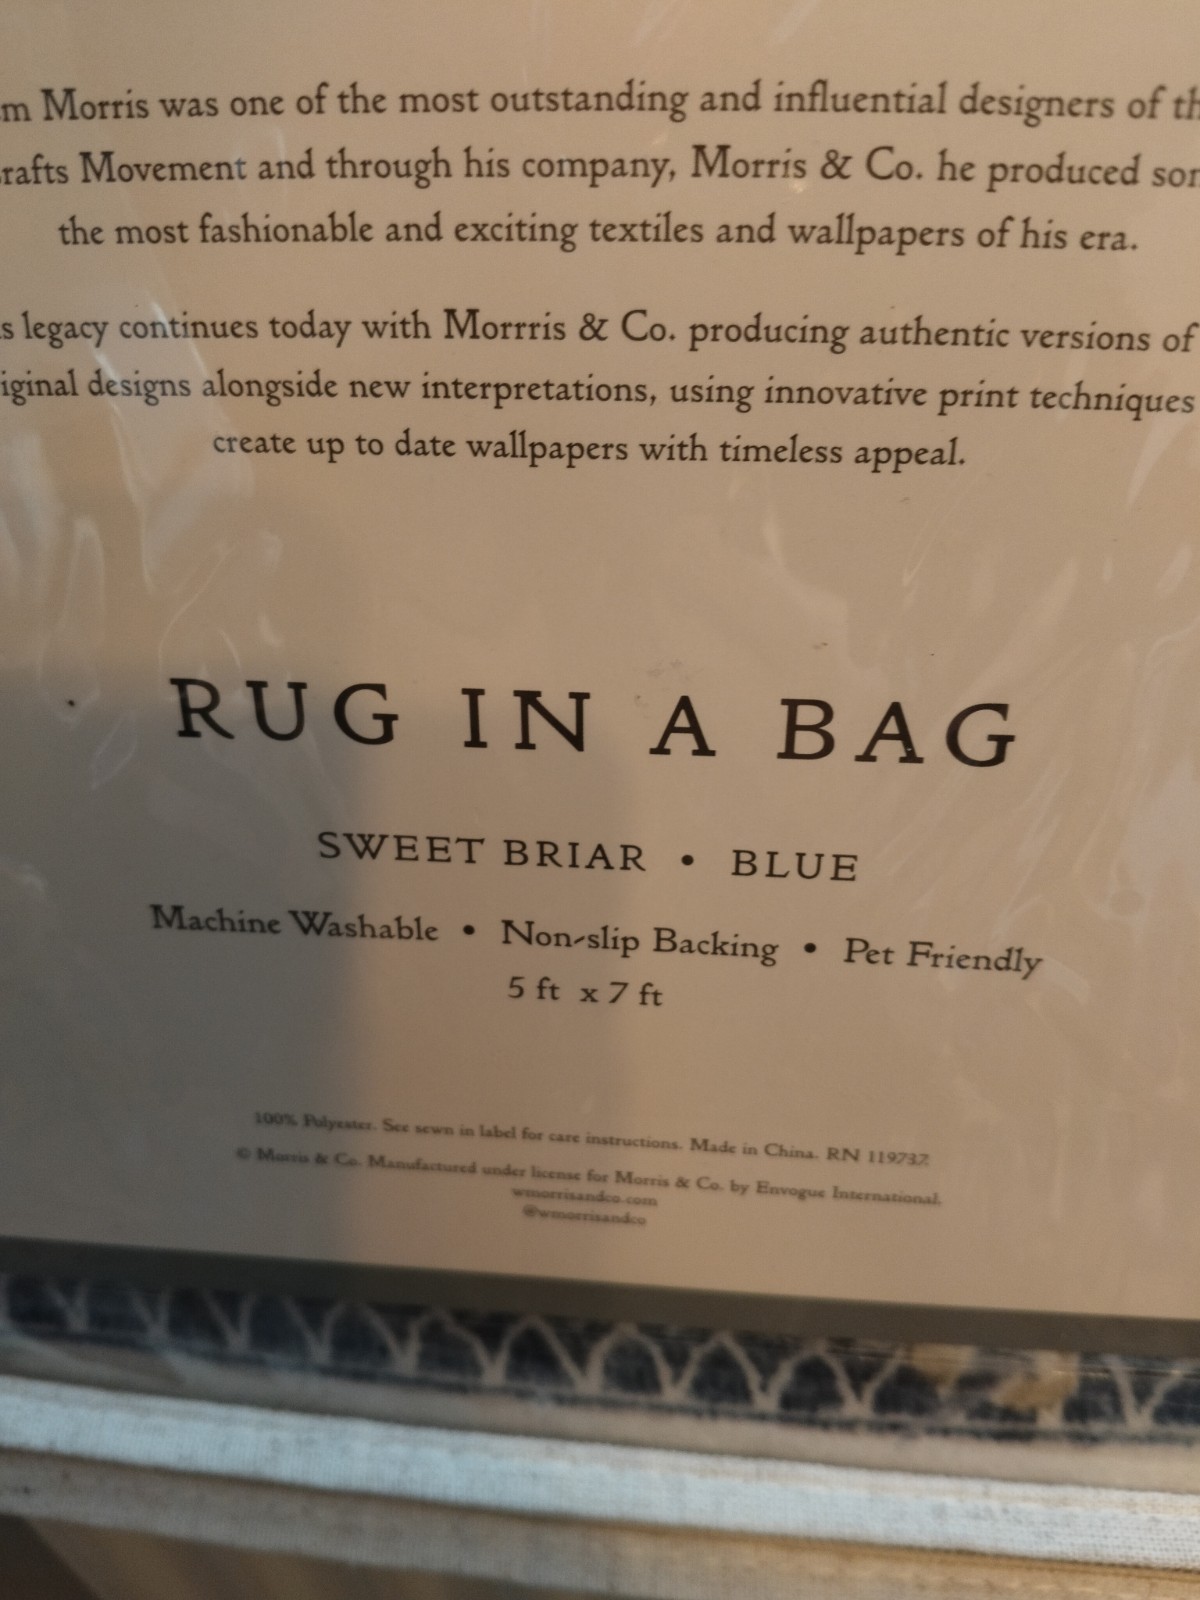 m Morris was one of the most outstanding and influential designers of th
rafts Movement and through his company, Morris & Co. he produced som
the most fashionable and exciting textiles and wallpapers of his era.
s legacy continues today with Morrris & Co. producing authentic versions of
iginal designs alongside new interpretations, using innovative print techniques
create up to date wallpapers with timeless appeal.
RUG IN A BAG
SWEET BRIAR • BLUE
Machine Washable • Non-slip Backing • Pet Friendly
5 ft x 7 ft
100% Polyester. See sewn in label for care instructions. Made in China. RN 119737.
© Morris & Co. Manufactured under license for Morris & Co. by Envogue International.
wmorrisandco.com
@wmorrisandco